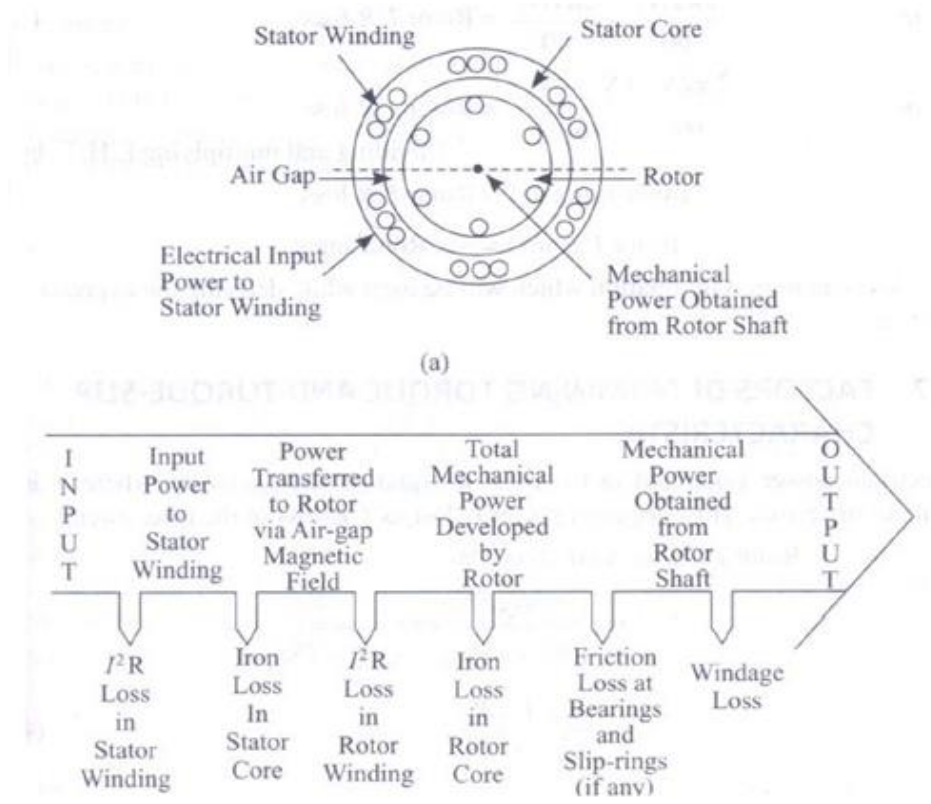 Stator Winding
Stator Core
Air Gap
Rotor
Electrical Input
Power to
Stator Winding
Mechanical
Power Obtained
from Rotor Shaft
(a)
I
N
P
U
T
Input
Power
to
Stator
Winding
Power
Transferred
to Rotor
via Air-gap
Magnetic
Field
Total
Mechanical
Power
Developed
by
Rotor
Mechanical
Power
Obtained
from
Rotor
Shaft
O
U
T
P
U
T
I²R
Loss
in
Stator
Winding
Iron
Loss
In
Stator
Core
I²R
Loss
in
Rotor
Winding
Iron
Loss
in
Rotor
Core
Friction
Loss at
Bearings
and
Slip-rings
(if any)
Windage
Loss